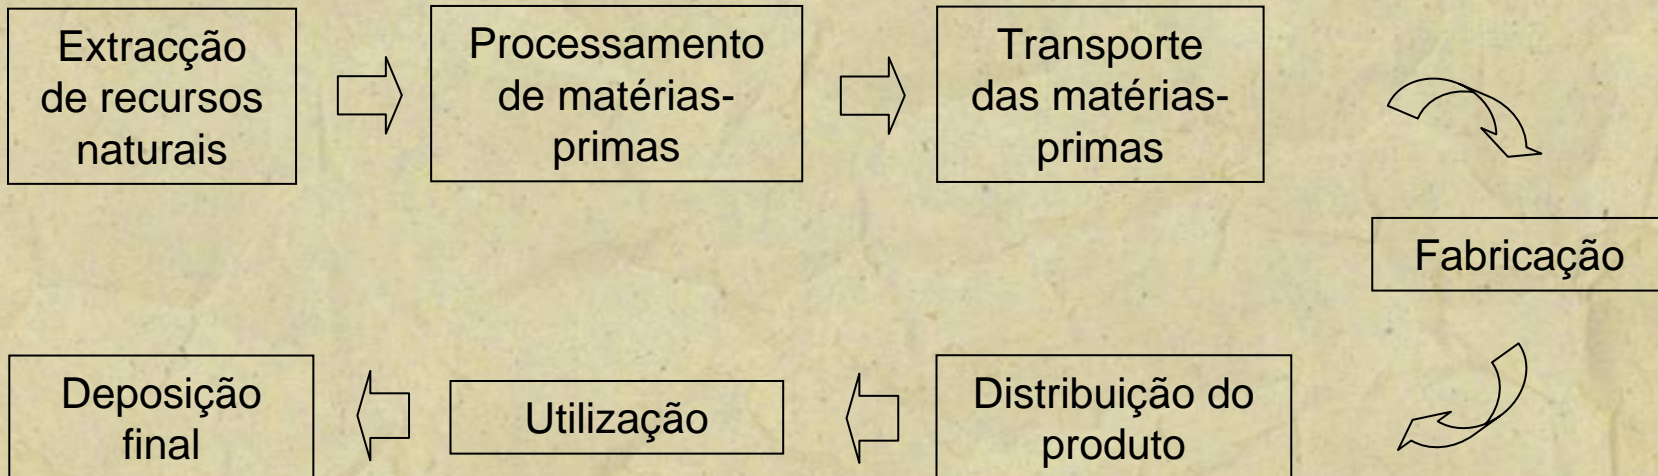 Extracção
de recursos
naturais
Processamento
de matérias-
primas
Transporte
das matérias-
primas
Fabricação
Distribuição do
produto
Utilização
Deposição
final